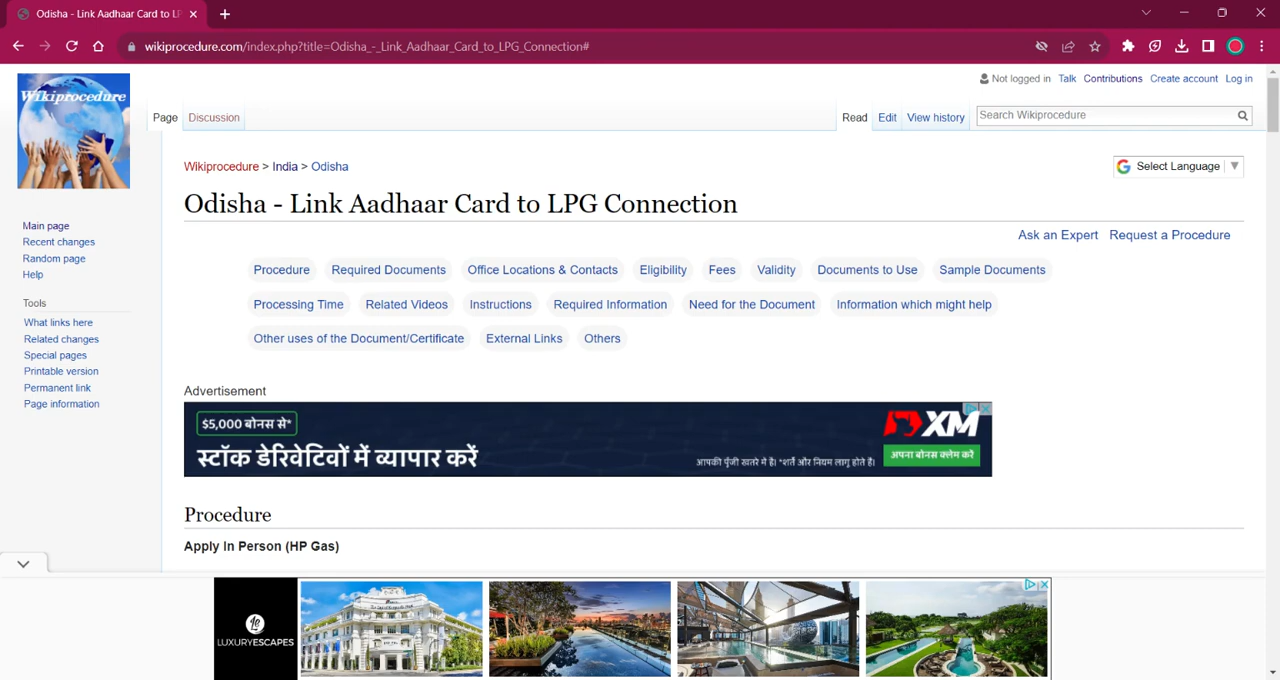 Odisha - Link Aadhaar Card to LP
wikiprocedure.com/index.php?title=Odisha_-_Link_Aadhaar_Card_to_LPG_Connection#
Wikiprocedure
Not logged in Talk Contributions Create account Log in
Page Discussion
Read Edit View history
Search Wikiprocedure
Wikiprocedure > India > Odisha
Select Language
Odisha - Link Aadhaar Card to LPG Connection
Ask an Expert Request a Procedure
Main page
Recent changes
Random page
Help
Tools
What links here
Related changes
Special pages
Printable version
Permanent link
Page information
Procedure Required Documents Office Locations & Contacts Eligibility Fees Validity Documents to Use Sample Documents
Processing Time Related Videos Instructions Required Information Need for the Document Information which might help
Other uses of the Document/Certificate External Links Others
Advertisement
$5,000 बोनस से*
स्टॉक डेरिवेटिवों में व्यापार करें
आपकी पूँजी खतरे में है। *शर्तें और नियम लागू होते हैं।
XM
अपना बोनस क्लेम करें
Procedure
Apply In Person (HP Gas)
LE
LUXURYESCAPES